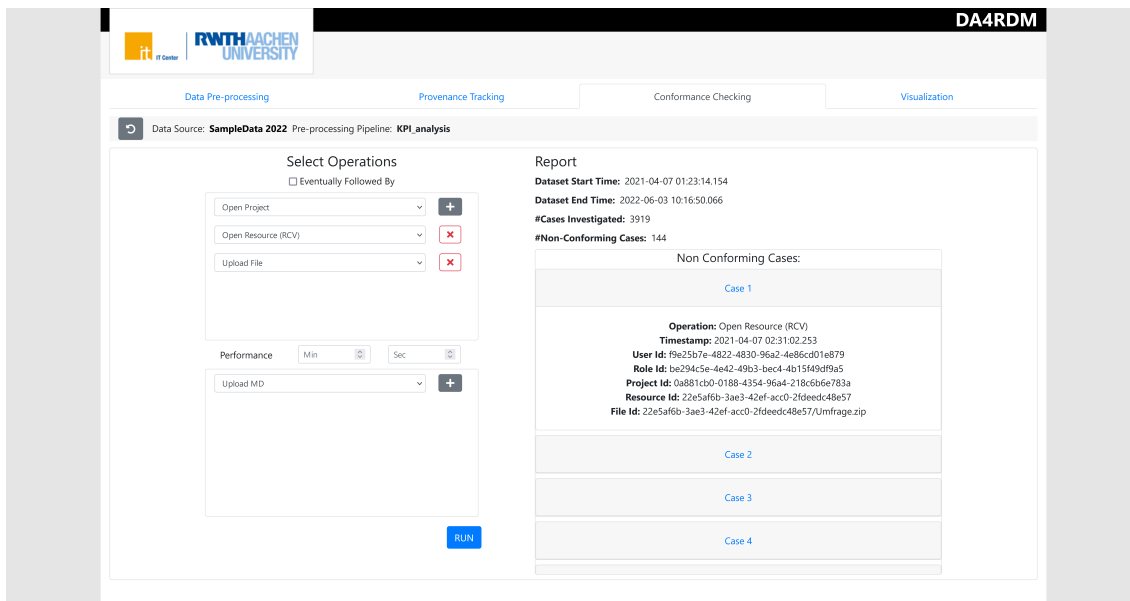 DA4RDM
it IT Center
RWTHAACHEN
UNIVERSITY
Data Pre-processing
Provenance Tracking
Conformance Checking
Visualization
Data Source: SampleData 2022 Pre-processing Pipeline: KPI_analysis
Select Operations
Eventually Followed By
Open Project
Open Resource (RCV)
Upload File
Performance
Min
Sec
Upload MD
RUN
Report
Dataset Start Time: 2021-04-07 01:23:14.154
Dataset End Time: 2022-06-03 10:16:50.066
#Cases Investigated: 3919
#Non-Conforming Cases: 144
Non Conforming Cases:
Case 1
Operation: Open Resource (RCV)
Timestamp: 2021-04-07 02:31:02.253
User Id: f9e25b7e-4822-4830-96a2-4e86cd01e879
Role Id: be294c5e-4e42-49b3-bec4-4b15f49df9a5
Project Id: 0a881cb0-0188-4354-96a4-218c6b6e783a
Resource Id: 22e5af6b-3ae3-42ef-acc0-2fdeedc48e57
File Id: 22e5af6b-3ae3-42ef-acc0-2fdeedc48e57/Umfrage.zip
Case 2
Case 3
Case 4